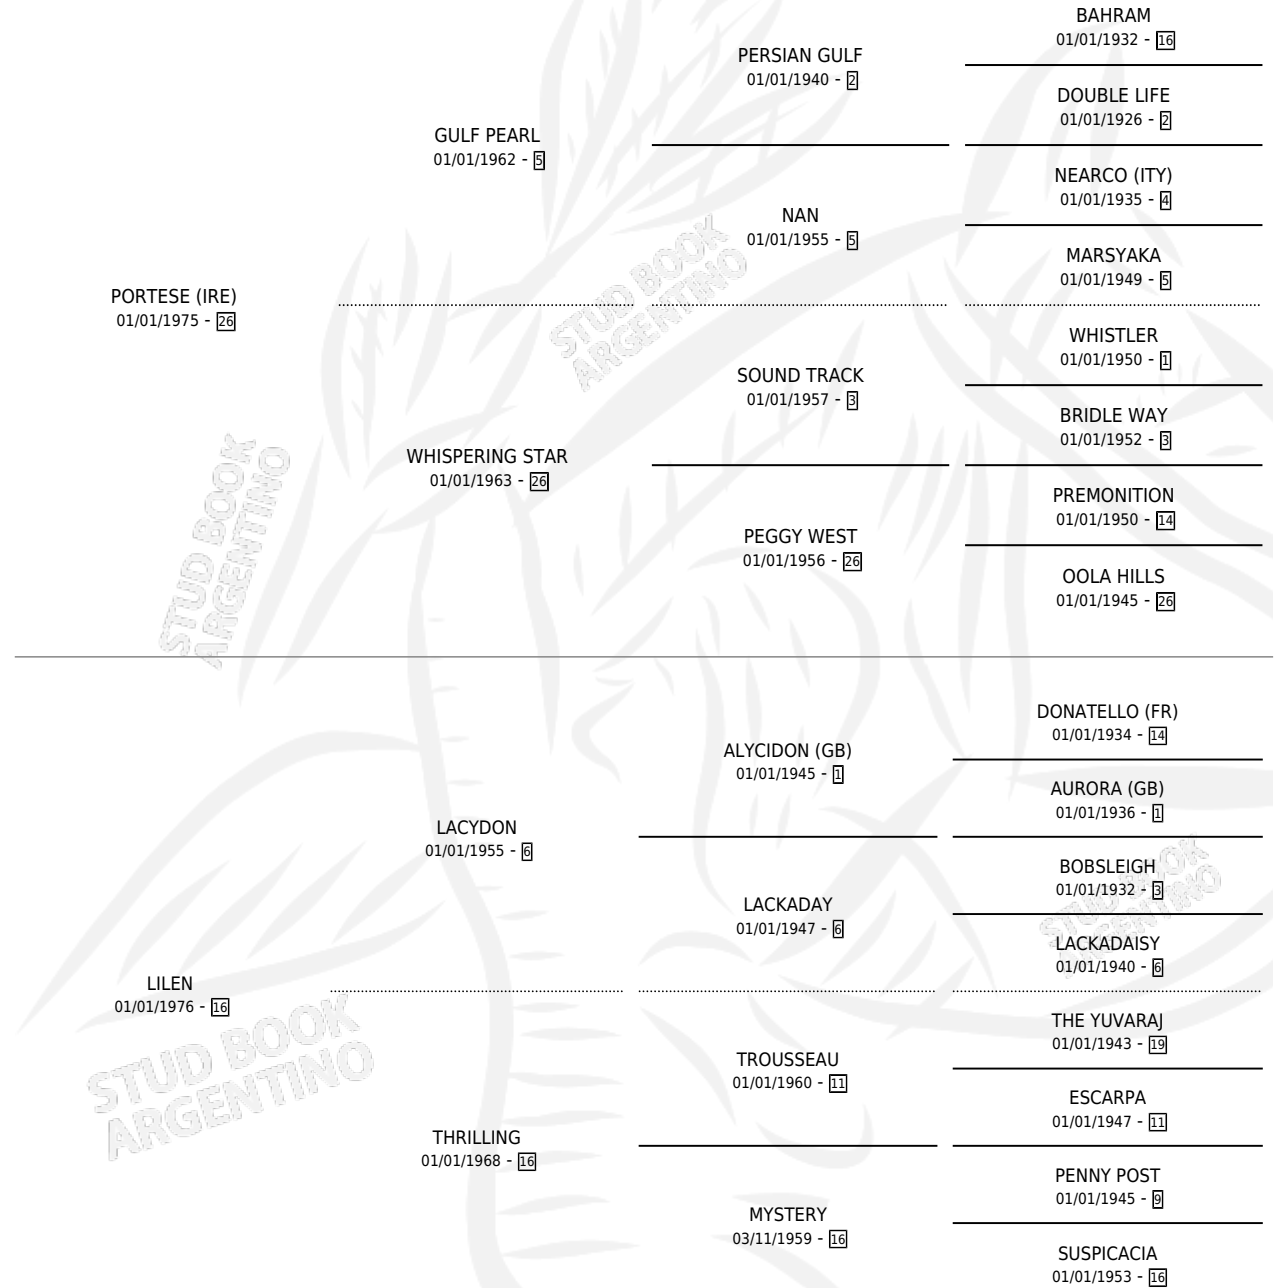 BAHRAM
01/01/1932 - 16
PERSIAN GULF
01/01/1940 - 2
DOUBLE LIFE
01/01/1926 - 2
GULF PEARL
01/01/1962 - 5
NEARCO (ITY)
01/01/1935 - 4
NAN
01/01/1955 - 5
MARSYAKA
01/01/1949 - 5
PORTESE (IRE)
01/01/1975 - 26
WHISTLER
01/01/1950 - 1
SOUND TRACK
01/01/1957 - 3
BRIDLE WAY
01/01/1952 - 3
WHISPERING STAR
01/01/1963 - 26
PREMONITION
01/01/1950 - 14
PEGGY WEST
01/01/1956 - 26
OOLA HILLS
01/01/1945 - 26
STUD BOOK
ARGENTINO
STUD BOOK
ARGENTINO
DONATELLO (FR)
01/01/1934 - 14
ALYCIDON (GB)
01/01/1945 - 1
AURORA (GB)
01/01/1936 - 1
LACYDON
01/01/1955 - 6
BOBSLEIGH
01/01/1932 - 3
LACKADAY
01/01/1947 - 6
LACKADAISY
01/01/1940 - 6
STUD BOOK
ARGENTINO
LILEN
01/01/1976 - 16
THE YUVARAJ
01/01/1943 - 19
TROUSSEAU
01/01/1960 - 11
ESCARPA
01/01/1947 - 11
STUD BOOK
ARGENTINO
THRILLING
01/01/1968 - 16
PENNY POST
01/01/1945 - 9
MYSTERY
03/11/1959 - 16
SUSPICACIA
01/01/1953 - 16